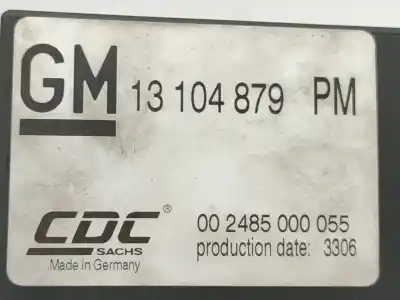 GM 13 104 879 PM
CDC® 00 2485 000 055
SACHS production date: 3306
Made in Germany